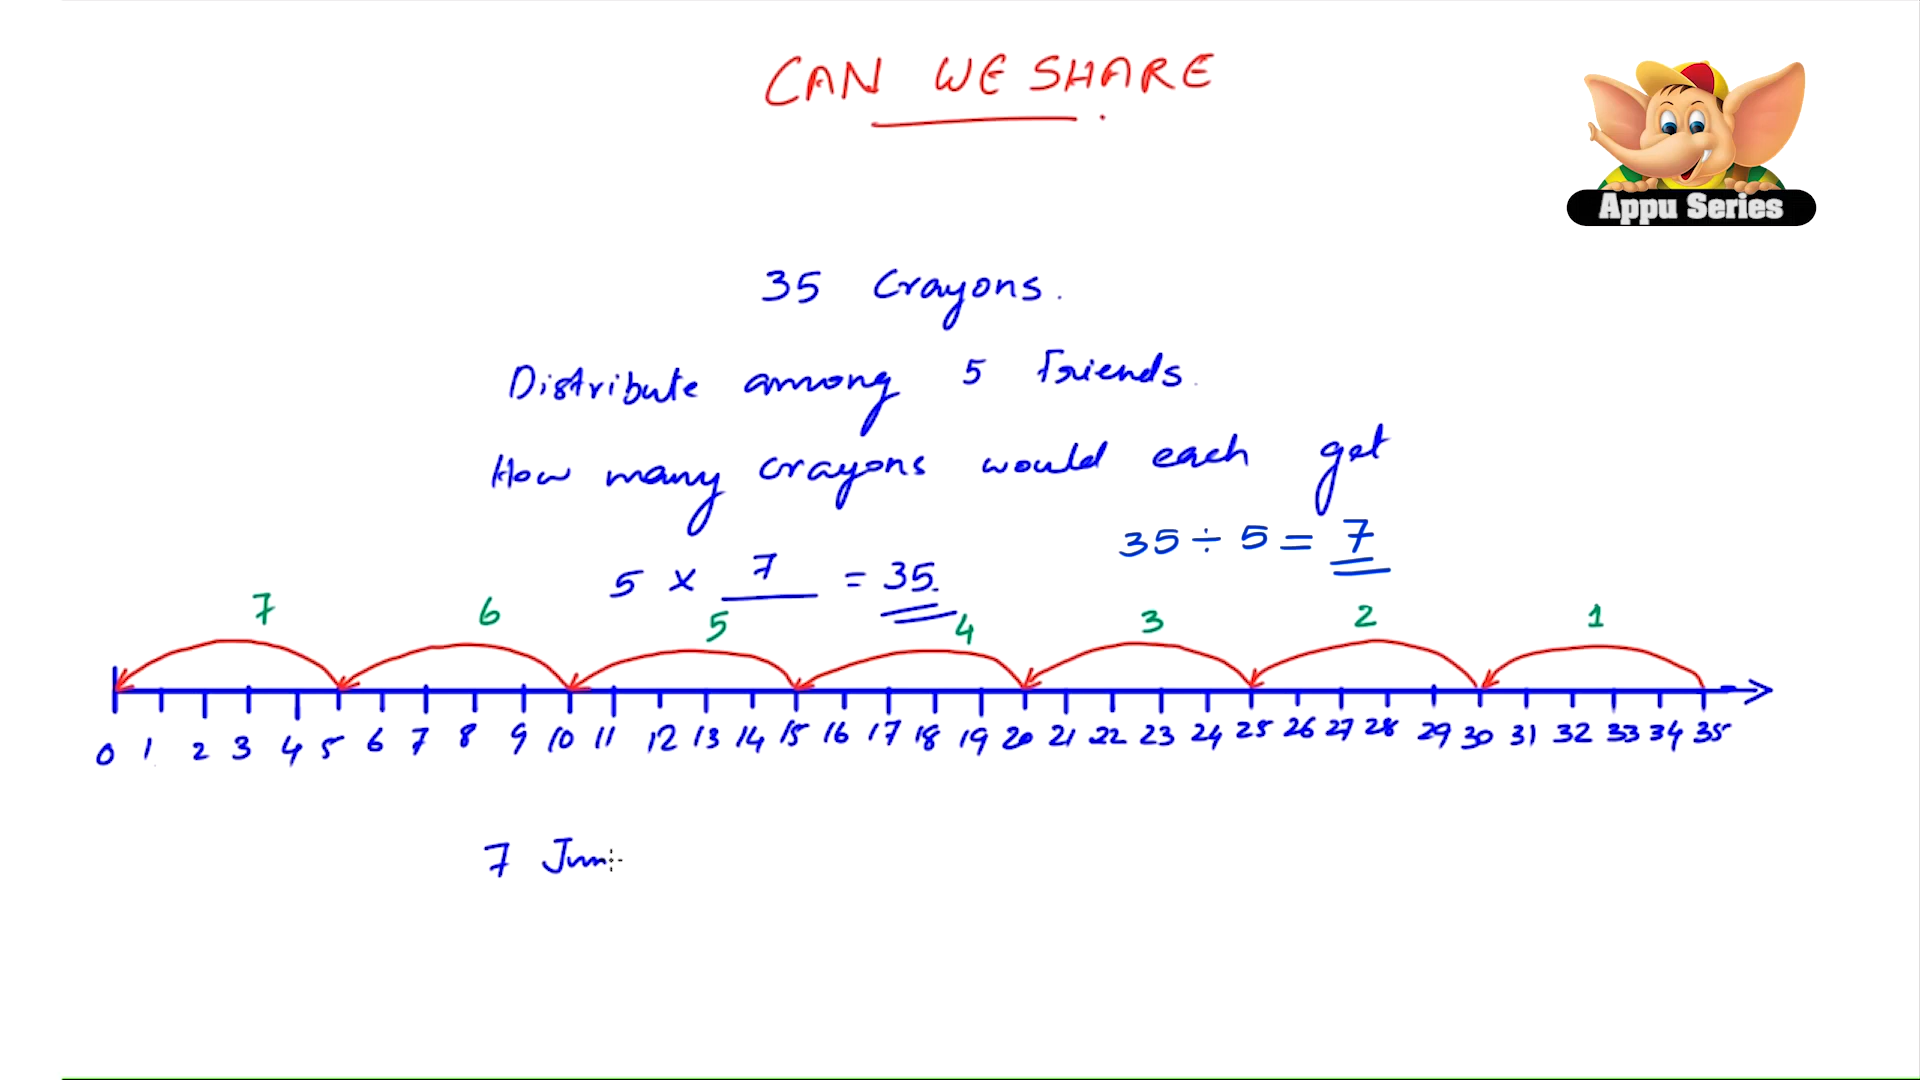 CAN WE SHARE
Appu Series
35 Crayons.
Distribute among 5 Friends.
How many crayons would each get
35 ÷ 5 = 7
5 x 7 = 35.
7 6 5 4 3 2 1
0 1 2 3 4 5 6 7 8 9 10 11 12 13 14 15 16 17 18 19 20 21 22 23 24 25 26 27 28 29 30 31 32 33 34 35
7 Jum